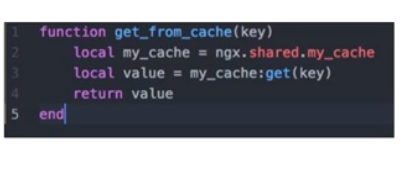 1 function get_from_cache(key)
2     local my_cache = ngx.shared.my_cache
3     local value = my_cache:get(key)
4     return value
5 end